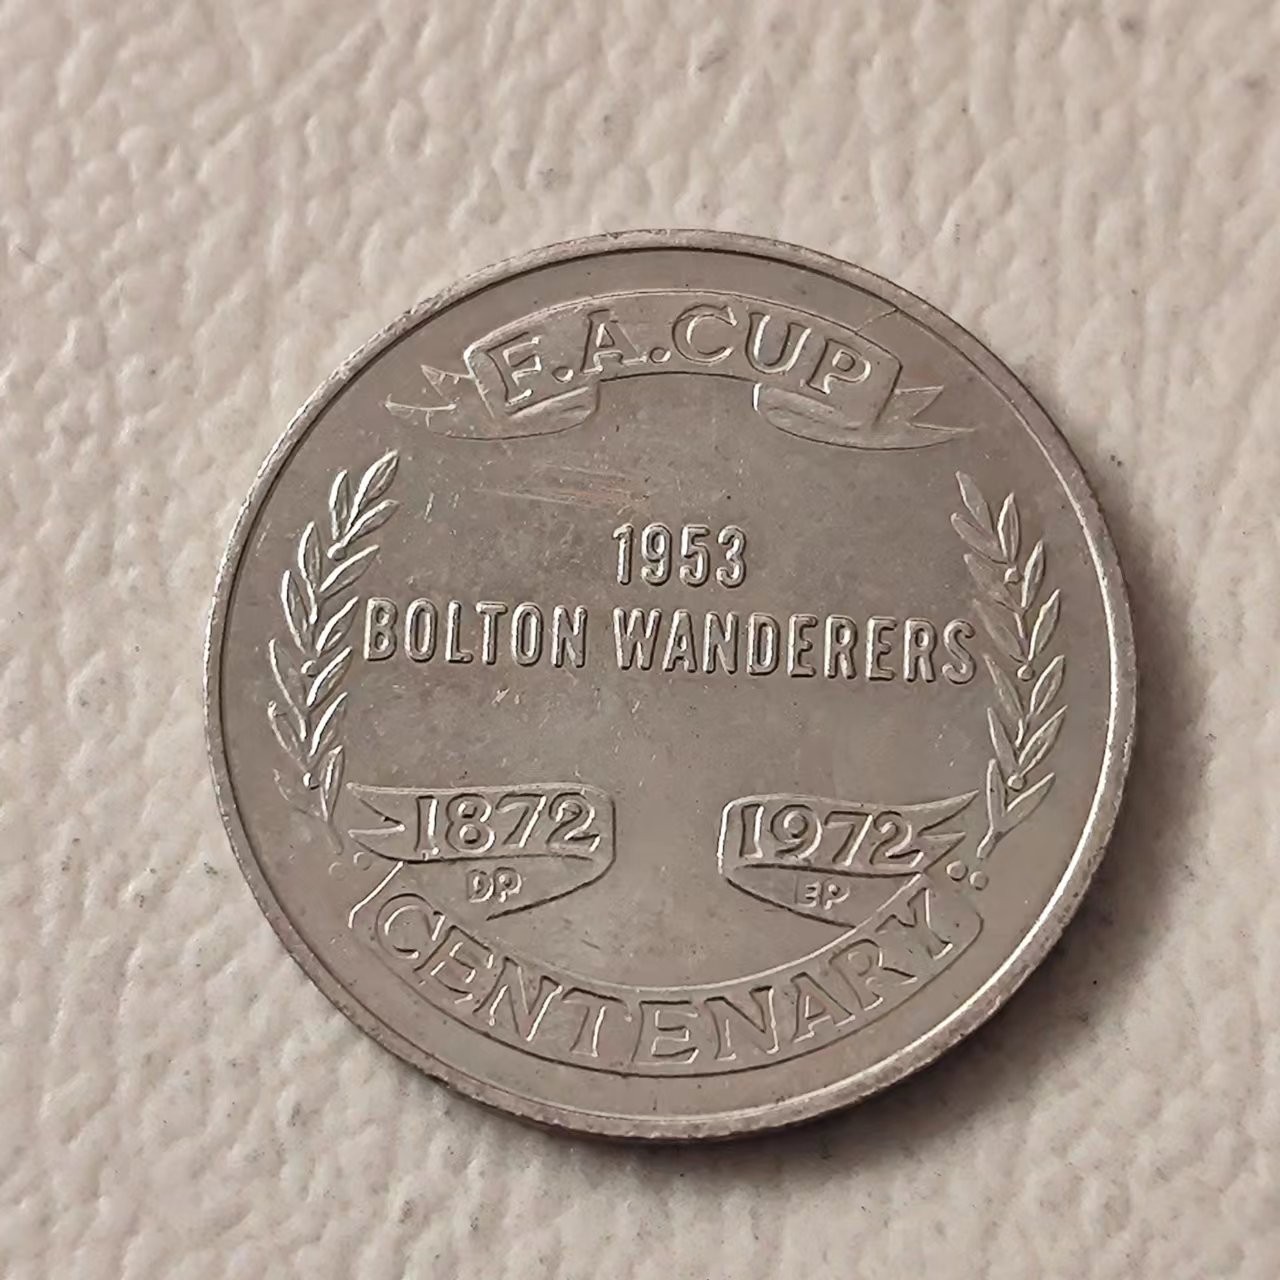 F.A.CUP
1953
BOLTON WANDERERS
1872
1972
DP
EP
CENTENARY